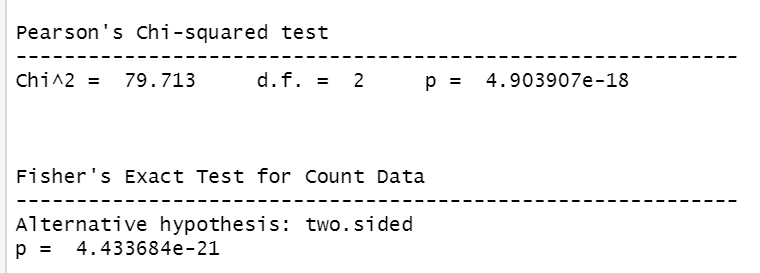 Pearson's Chi-squared test
------------------------------------------------------------
Chi^2 =  79.713     d.f. =  2     p =  4.903907e-18
Fisher's Exact Test for Count Data
------------------------------------------------------------
Alternative hypothesis: two.sided
p =  4.433684e-21